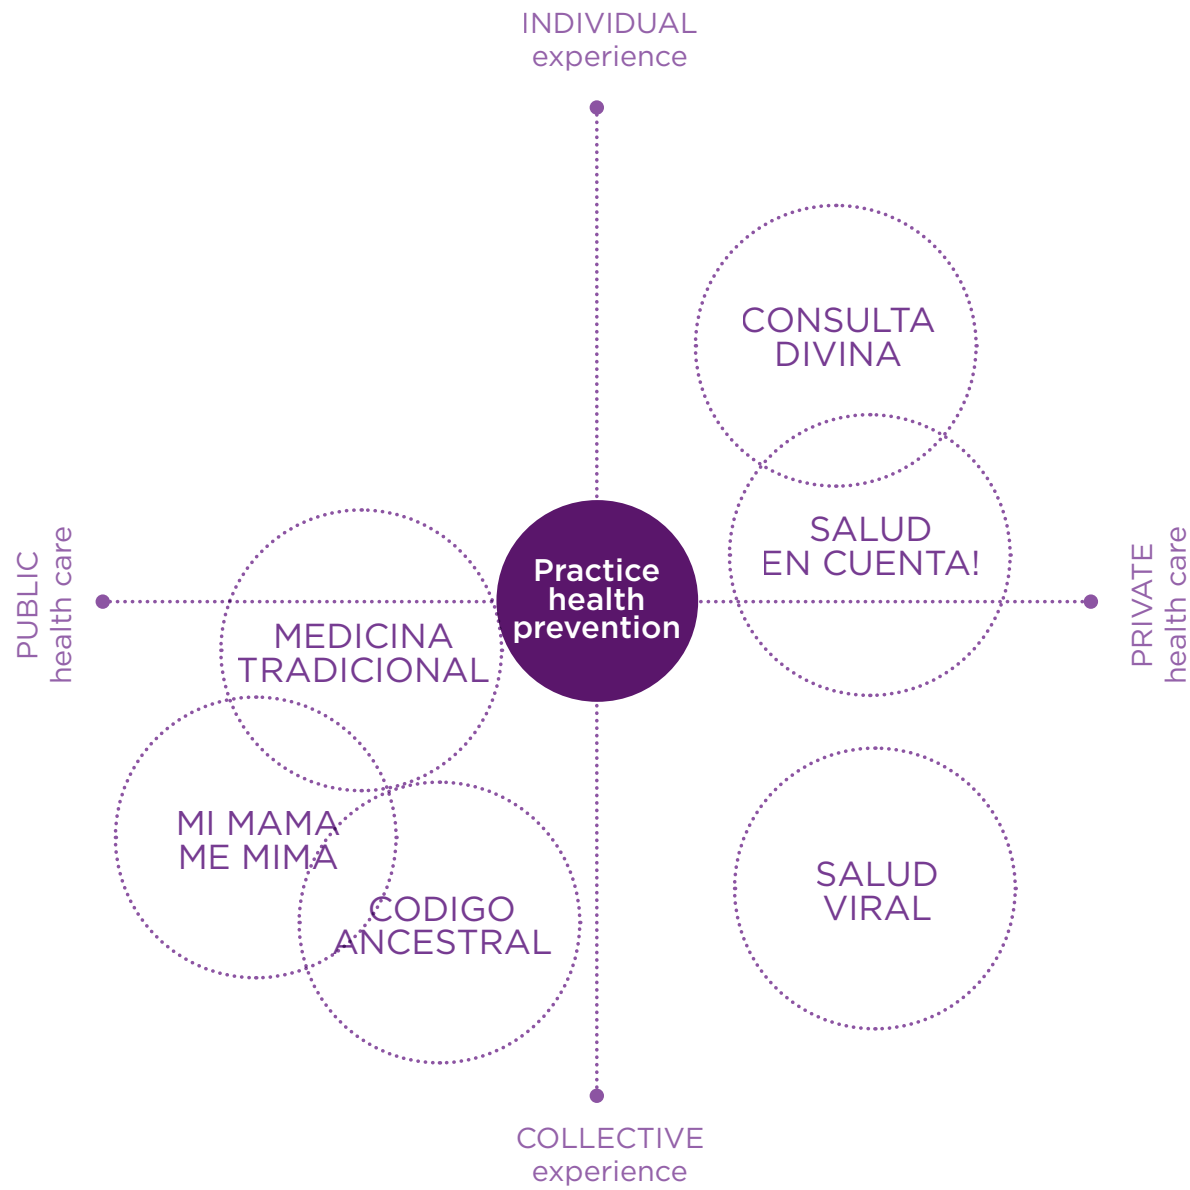 INDIVIDUAL
experience
CONSULTA
DIVINA
SALUD
EN CUENTA!
PUBLIC
health care
Practice
health
prevention
PRIVATE
health care
MEDICINA
TRADICIONAL
MI MAMA
ME MIMA
CODIGO
ANCESTRAL
SALUD
VIRAL
COLLECTIVE
experience